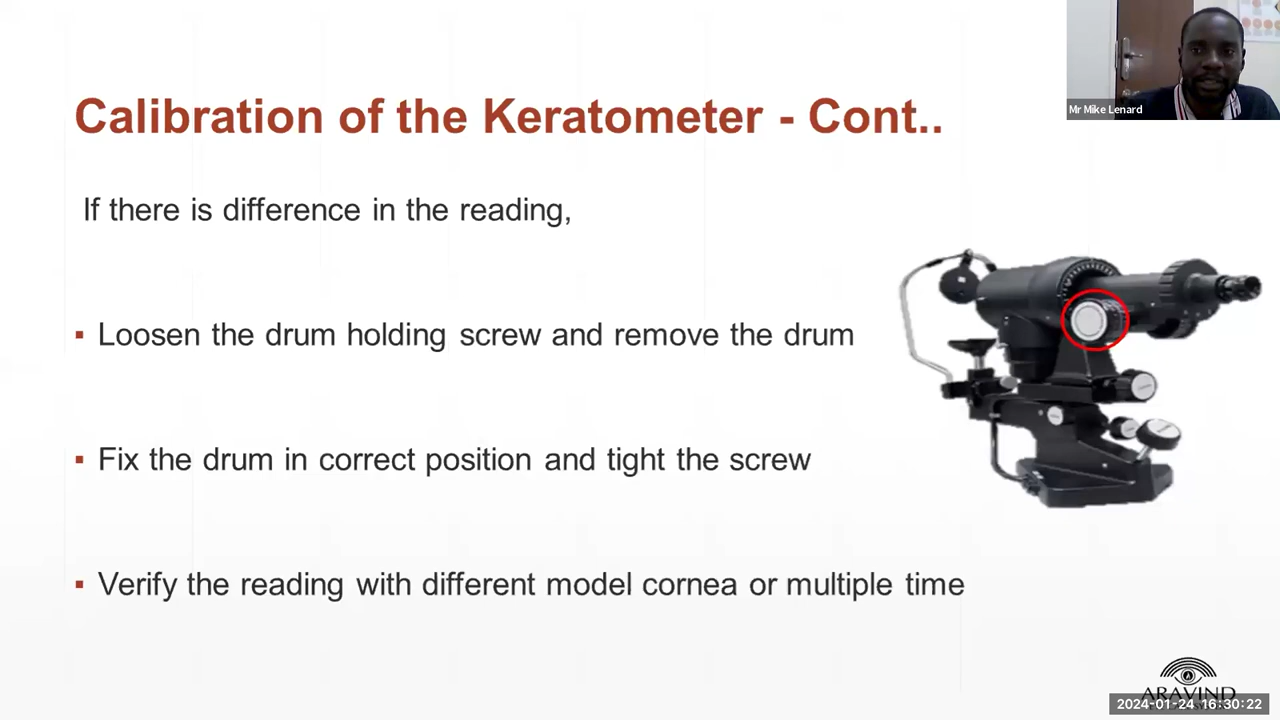 Mr Mike Lenard
Calibration of the Keratometer - Cont..
If there is difference in the reading,
▪ Loosen the drum holding screw and remove the drum
▪ Fix the drum in correct position and tight the screw
▪ Verify the reading with different model cornea or multiple time
ARAVIND
2024-01-24 16:30:22